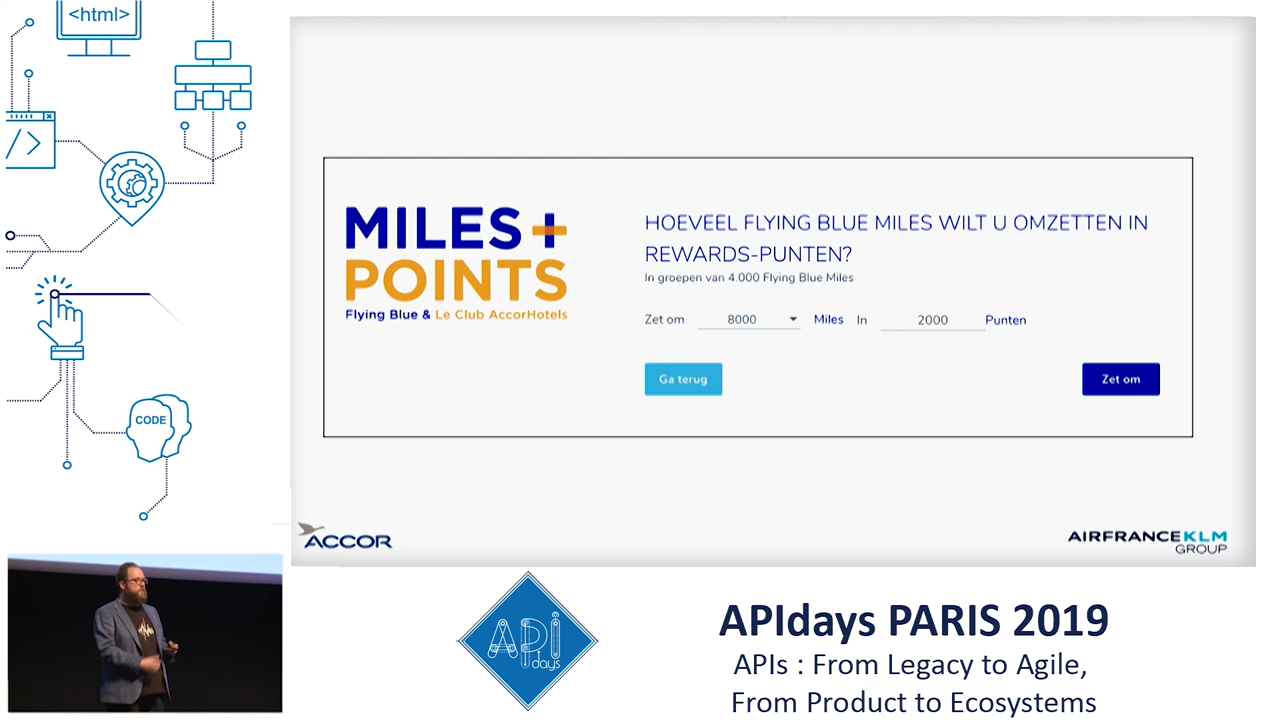 <html>
</>
CODE
MILES +
POINTS
Flying Blue & Le Club AccorHotels
HOEVEEL FLYING BLUE MILES WILT U OMZETTEN IN
REWARDS-PUNTEN?
In groepen van 4.000 Flying Blue Miles
Zet om 8000 Miles In 2000 Punten
Ga terug
Zet om
ACCOR
AIRFRANCEKLM
GROUP
API
days
APIdays PARIS 2019
APIs : From Legacy to Agile,
From Product to Ecosystems